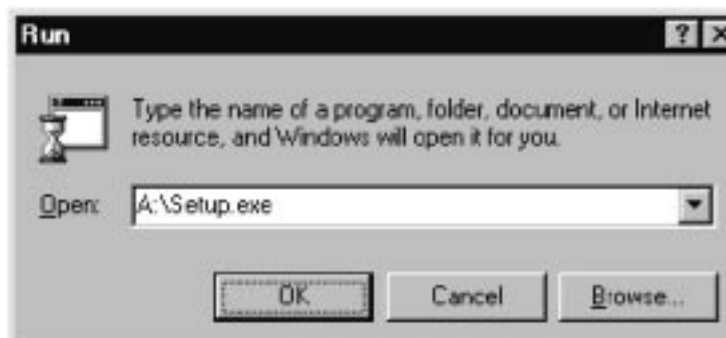 Run
Type the name of a program, folder, document, or Internet
resource, and Windows will open it for you.
Open: A:\Setup.exe
OK Cancel Browse...